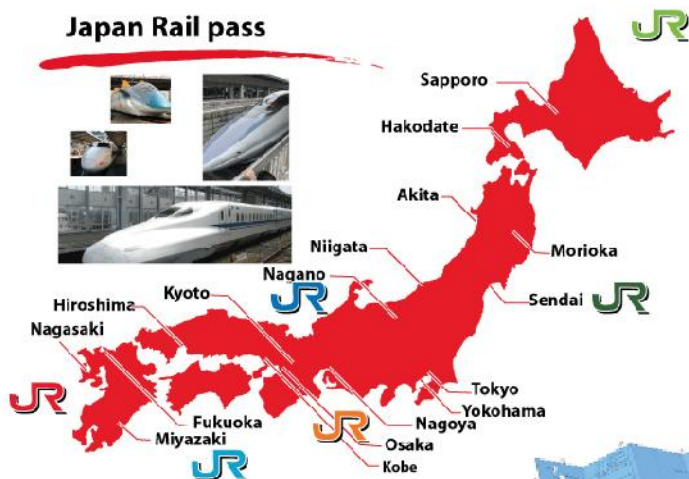 Japan Rail pass
JR
Sapporo
Hakodate
Akita
Morioka
Niigata
Nagano
Kyoto
JR
Sendai
JR
Hiroshima
Nagasaki
JR
Tokyo
Yokohama
Nagoya
Fukuoka
Miyazaki
JR
JR
Osaka
Kobe